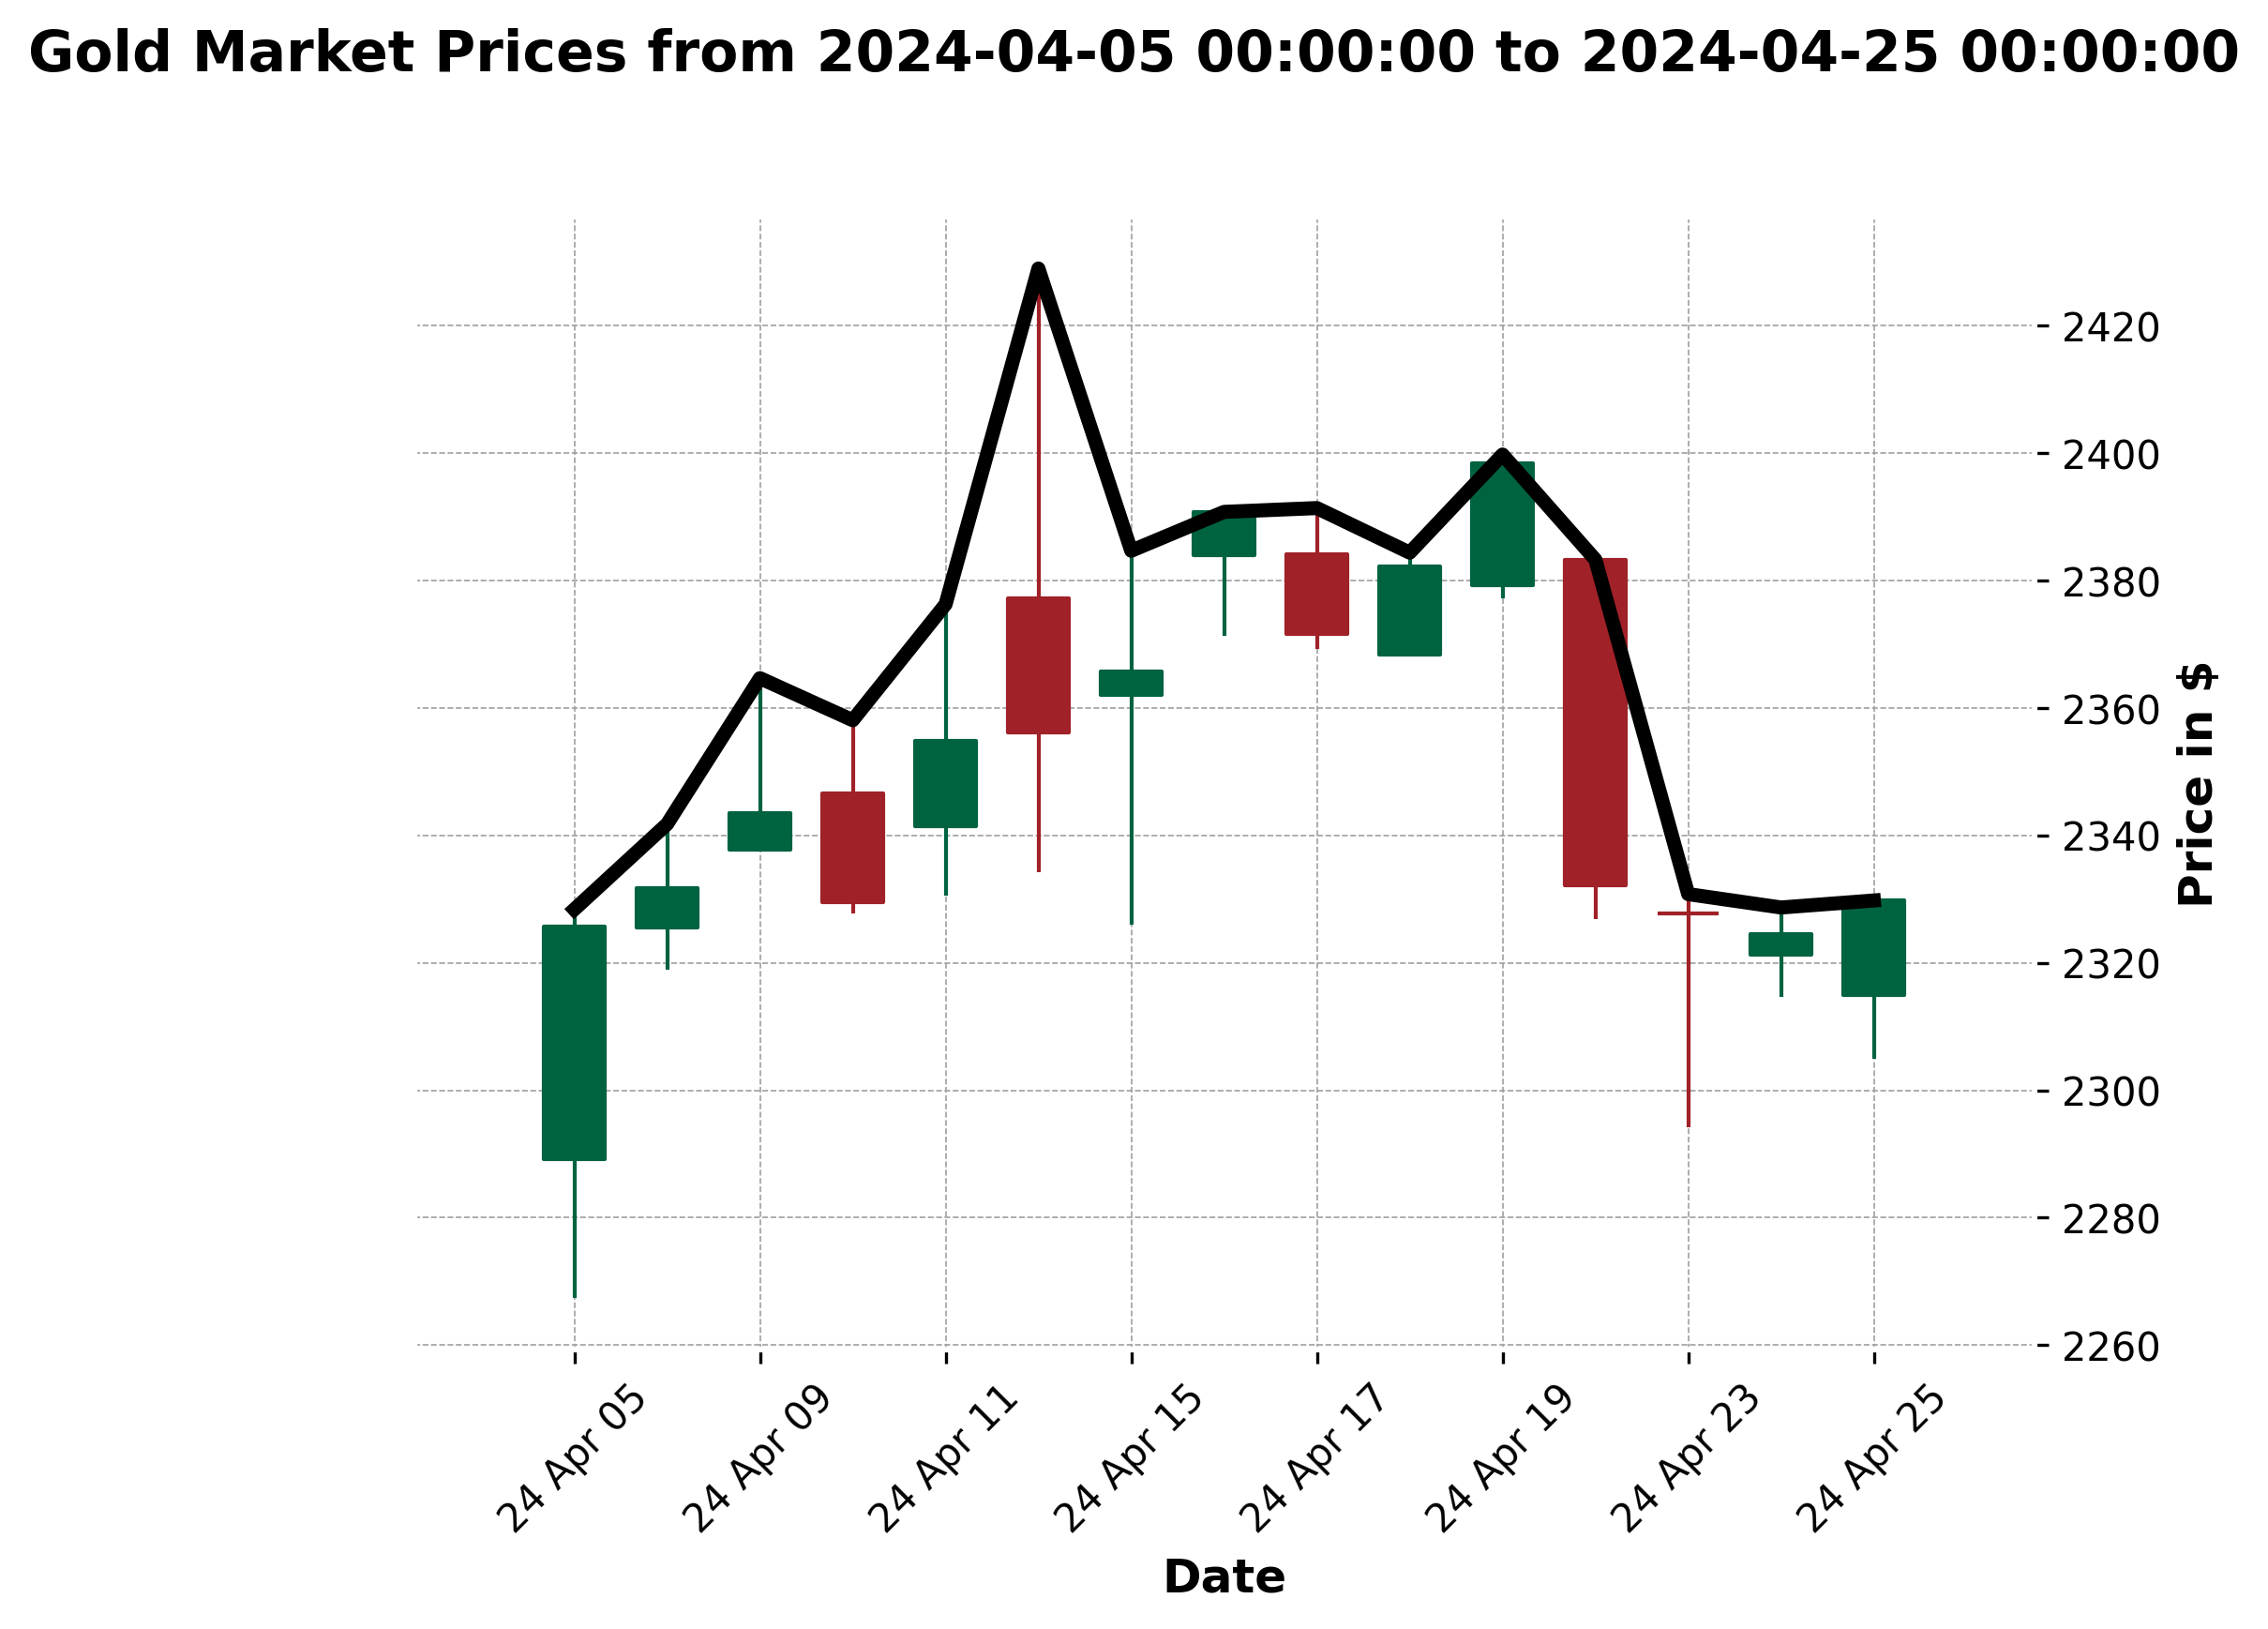 Gold Market Prices from 2024-04-05 00:00:00 to 2024-04-25 00:00:00
2420
2400
2380
2360
2340
2320
2300
2280
2260
Price in $
24 Apr 05
24 Apr 09
24 Apr 11
24 Apr 15
24 Apr 17
24 Apr 19
24 Apr 23
24 Apr 25
Date